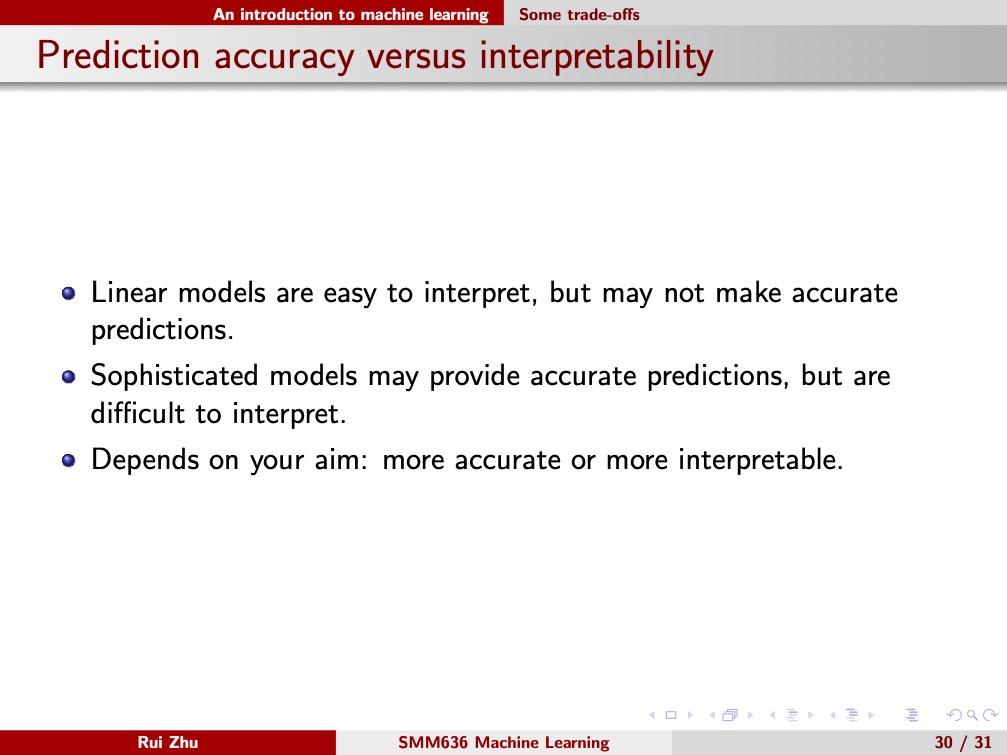 An introduction to machine learning Some trade-offs
Prediction accuracy versus interpretability
Linear models are easy to interpret, but may not make accurate
predictions.
Sophisticated models may provide accurate predictions, but are
difficult to interpret.
Depends on your aim: more accurate or more interpretable.
Rui Zhu SMM636 Machine Learning 30 / 31